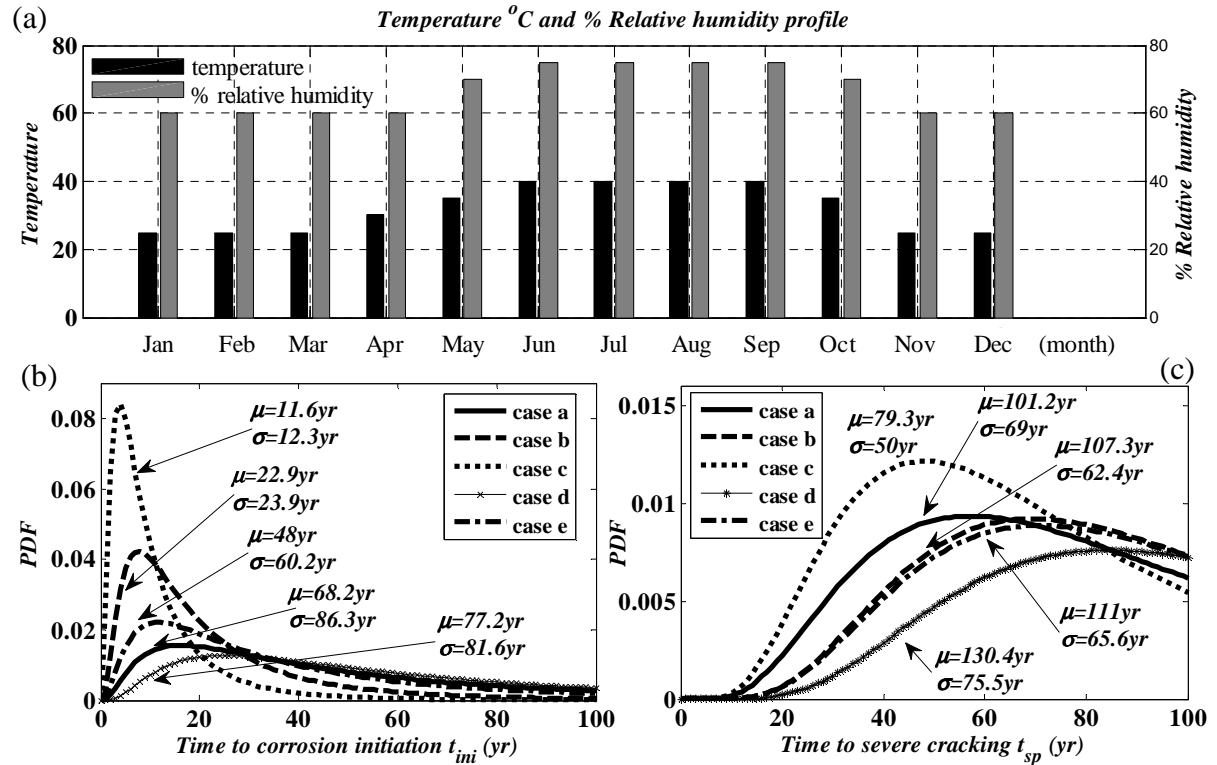 (a)
Temperature °C and % Relative humidity profile
temperature
% relative humidity
Temperature
80
60
40
20
0
% Relative humidity
80
60
40
20
0
Jan Feb Mar Apr May Jun Jul Aug Sep Oct Nov Dec (month)
(b)
PDF
0.08
0.06
0.04
0.02
0
μ=11.6yr
σ=12.3yr
μ=22.9yr
σ=23.9yr
μ=48yr
σ=60.2yr
μ=68.2yr
σ=86.3yr
μ=77.2yr
σ=81.6yr
case a
case b
case c
case d
case e
0 20 40 60 80 100
Time to corrosion initiation t_ini (yr)
(c)
PDF
0.015
0.01
0.005
0
case a
case b
case c
case d
case e
μ=79.3yr
σ=50yr
μ=101.2yr
σ=69yr
μ=107.3yr
σ=62.4yr
μ=111yr
σ=65.6yr
μ=130.4yr
σ=75.5yr
0 20 40 60 80 100
Time to severe cracking t_sp (yr)